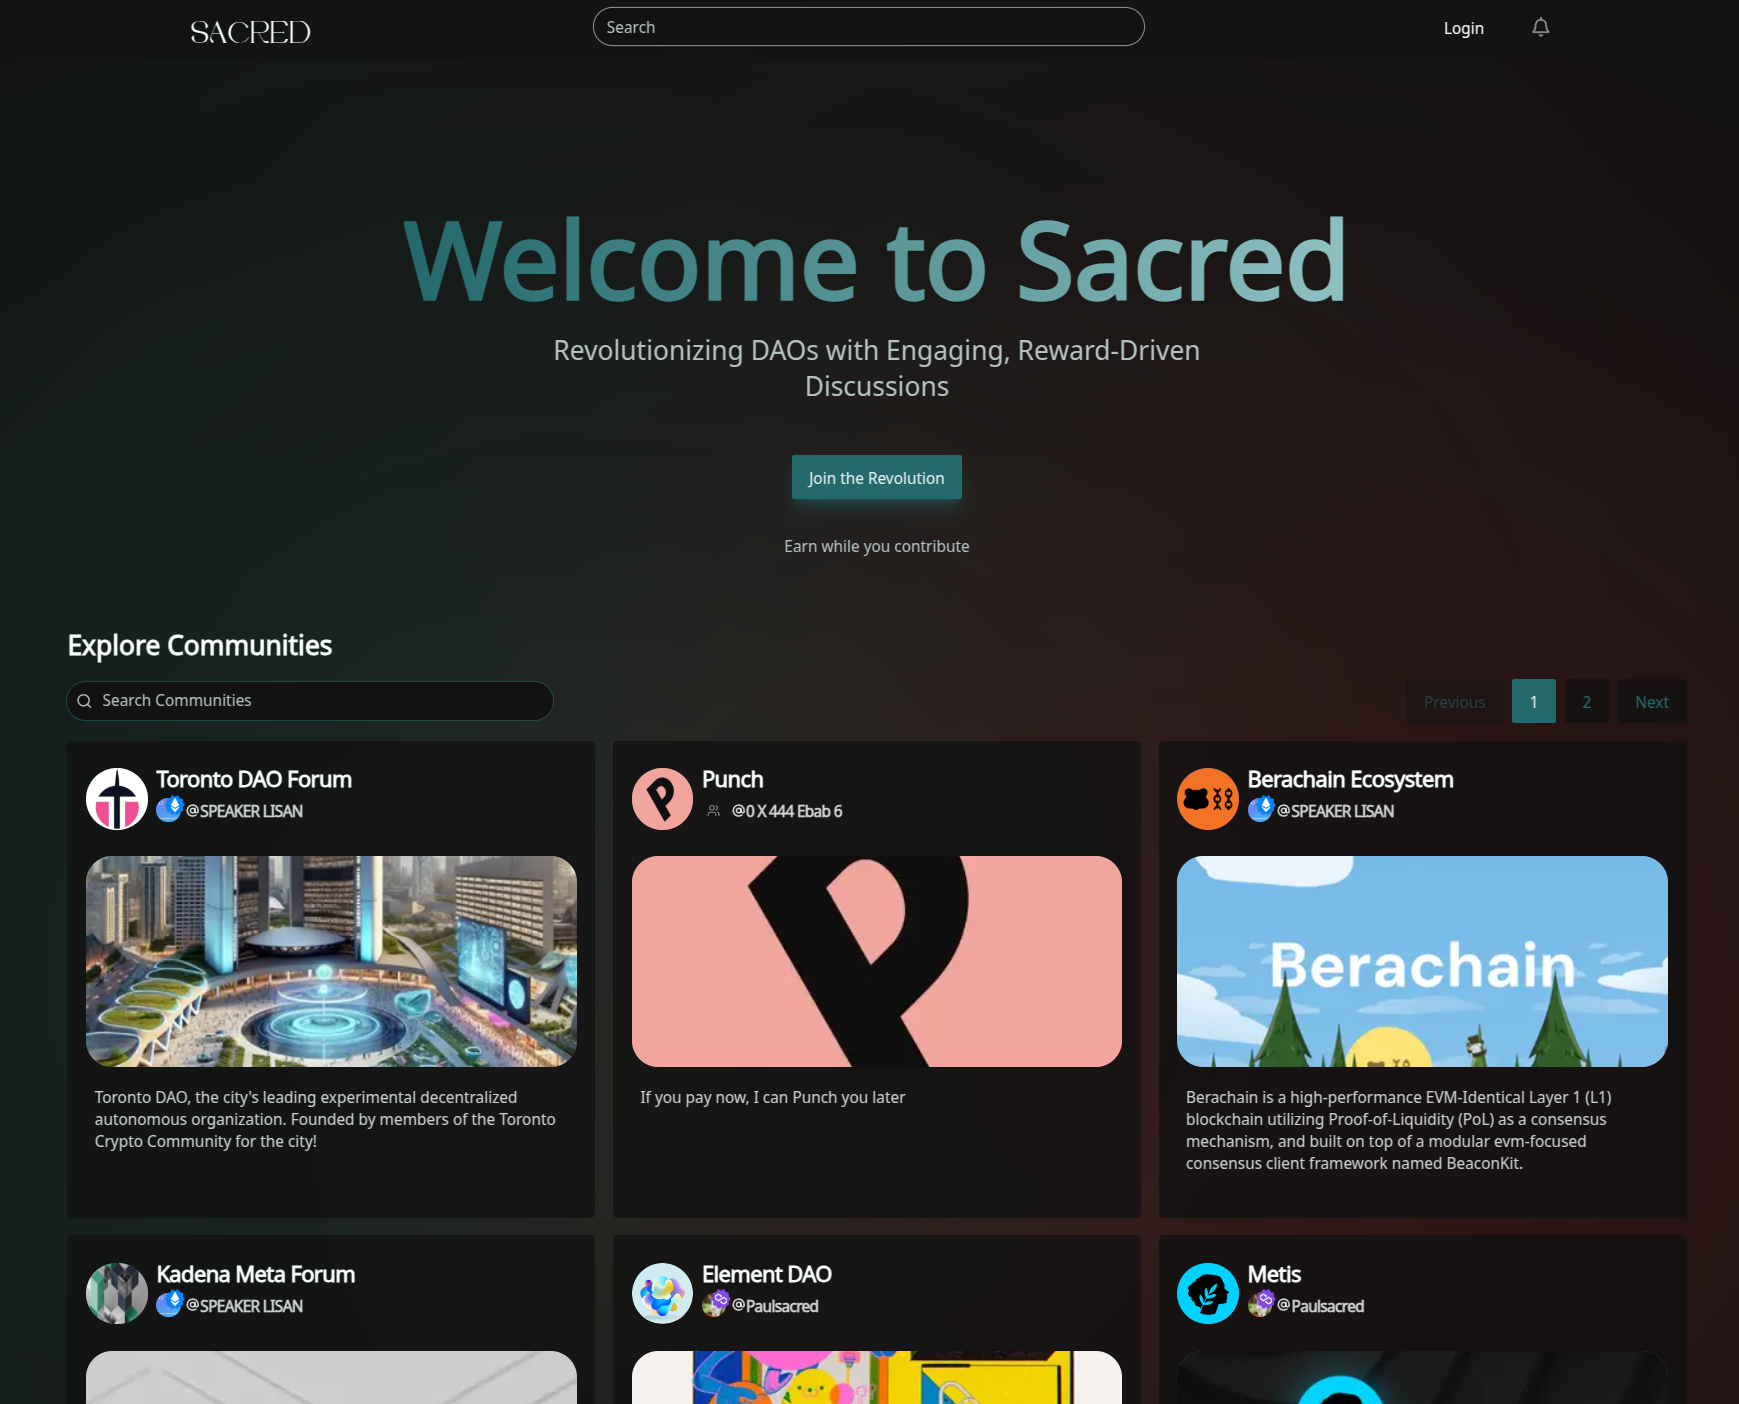 SACRED
Search
Login
Welcome to Sacred
Revolutionizing DAOs with Engaging, Reward-Driven
Discussions
Join the Revolution
Earn while you contribute
Explore Communities
Search Communities
Previous
1
2
Next
Toronto DAO Forum
@SPEAKER LISAN
Toronto DAO, the city's leading experimental decentralized
autonomous organization. Founded by members of the Toronto
Crypto Community for the city!
Punch
@0 X 444 Ebab 6
If you pay now, I can Punch you later
Berachain Ecosystem
@SPEAKER LISAN
Berachain
Berachain is a high-performance EVM-Identical Layer 1 (L1)
blockchain utilizing Proof-of-Liquidity (PoL) as a consensus
mechanism, and built on top of a modular evm-focused
consensus client framework named BeaconKit.
Kadena Meta Forum
@SPEAKER LISAN
Element DAO
@Paulsacred
Metis
@Paulsacred